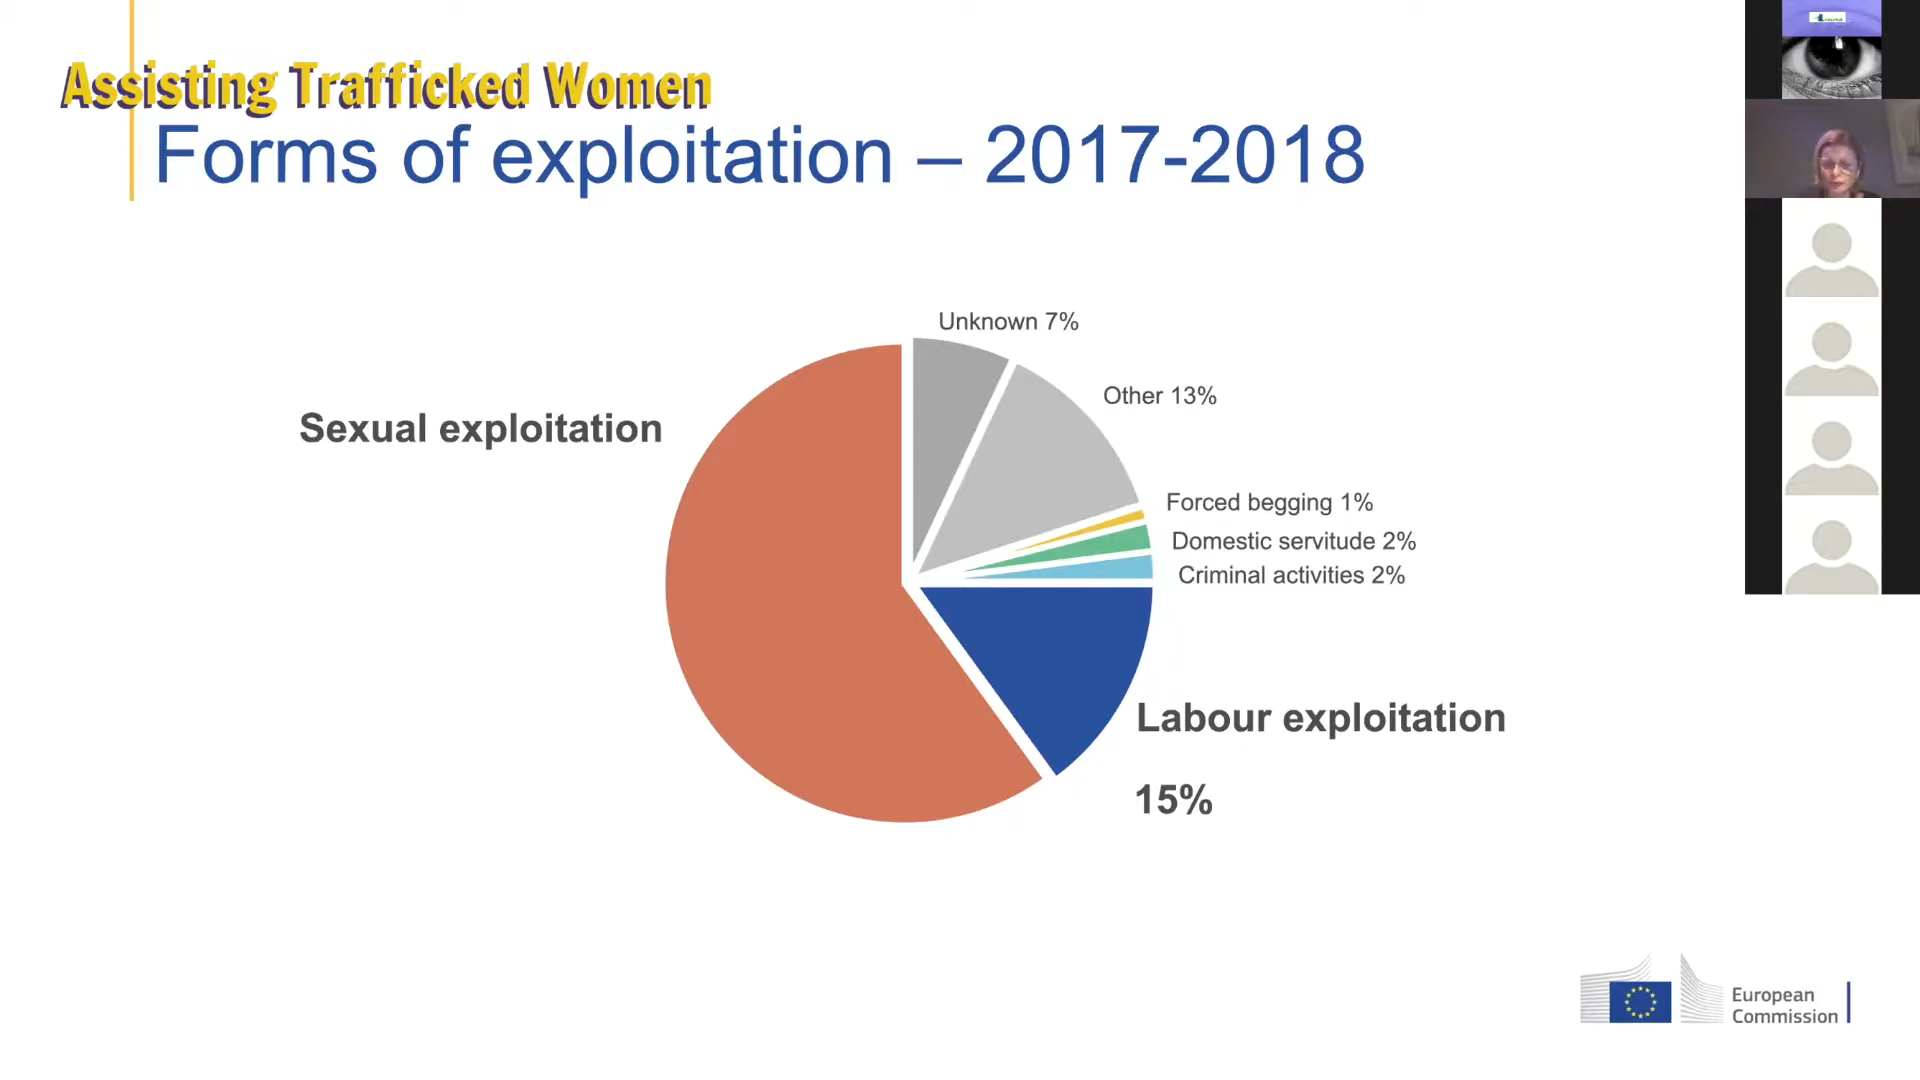 Assisting Trafficked Women
Forms of exploitation – 2017-2018
Unknown 7%
Other 13%
Sexual exploitation
Forced begging 1%
Domestic servitude 2%
Criminal activities 2%
Labour exploitation
15%
European
Commission